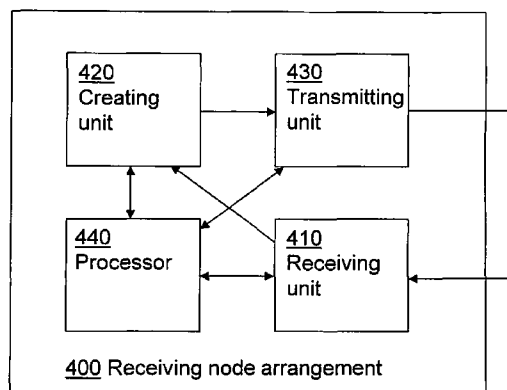 420
Creating
unit
430
Transmitting
unit
440
Processor
410
Receiving
unit
400 Receiving node arrangement